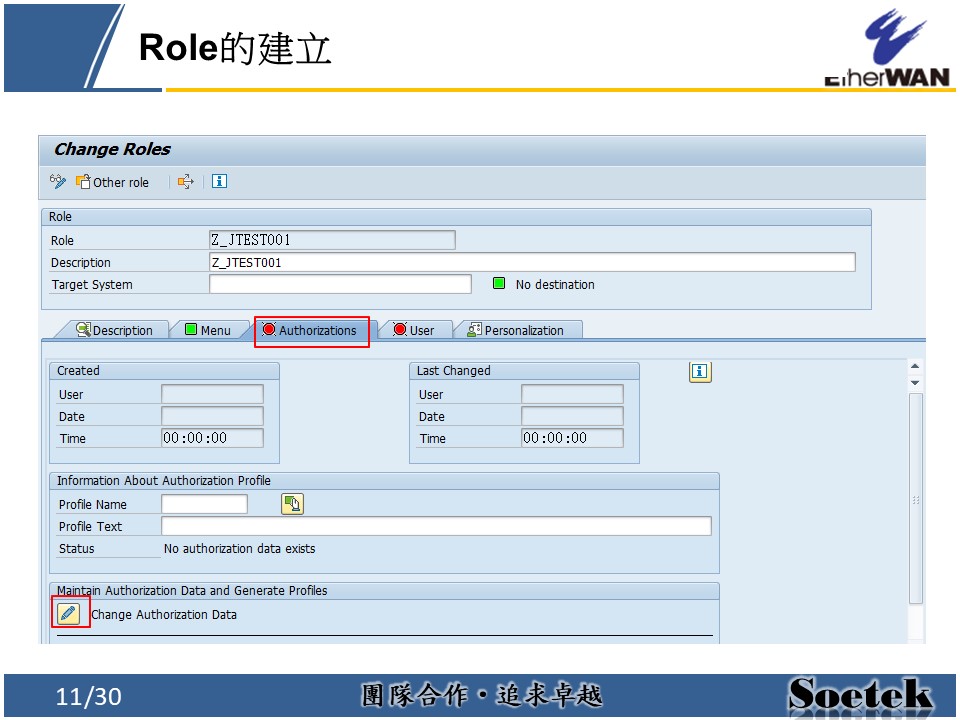 Role的建立
EtherWAN
Change Roles
Other role
Role
Role Z_JTEST001
Description Z_JTEST001
Target System No destination
Description Menu Authorizations User Personalization
Created Last Changed
User User
Date Date
Time 00:00:00 Time 00:00:00
Information About Authorization Profile
Profile Name
Profile Text
Status No authorization data exists
Maintain Authorization Data and Generate Profiles
Change Authorization Data
11/30 團隊合作·追求卓越 Soetek